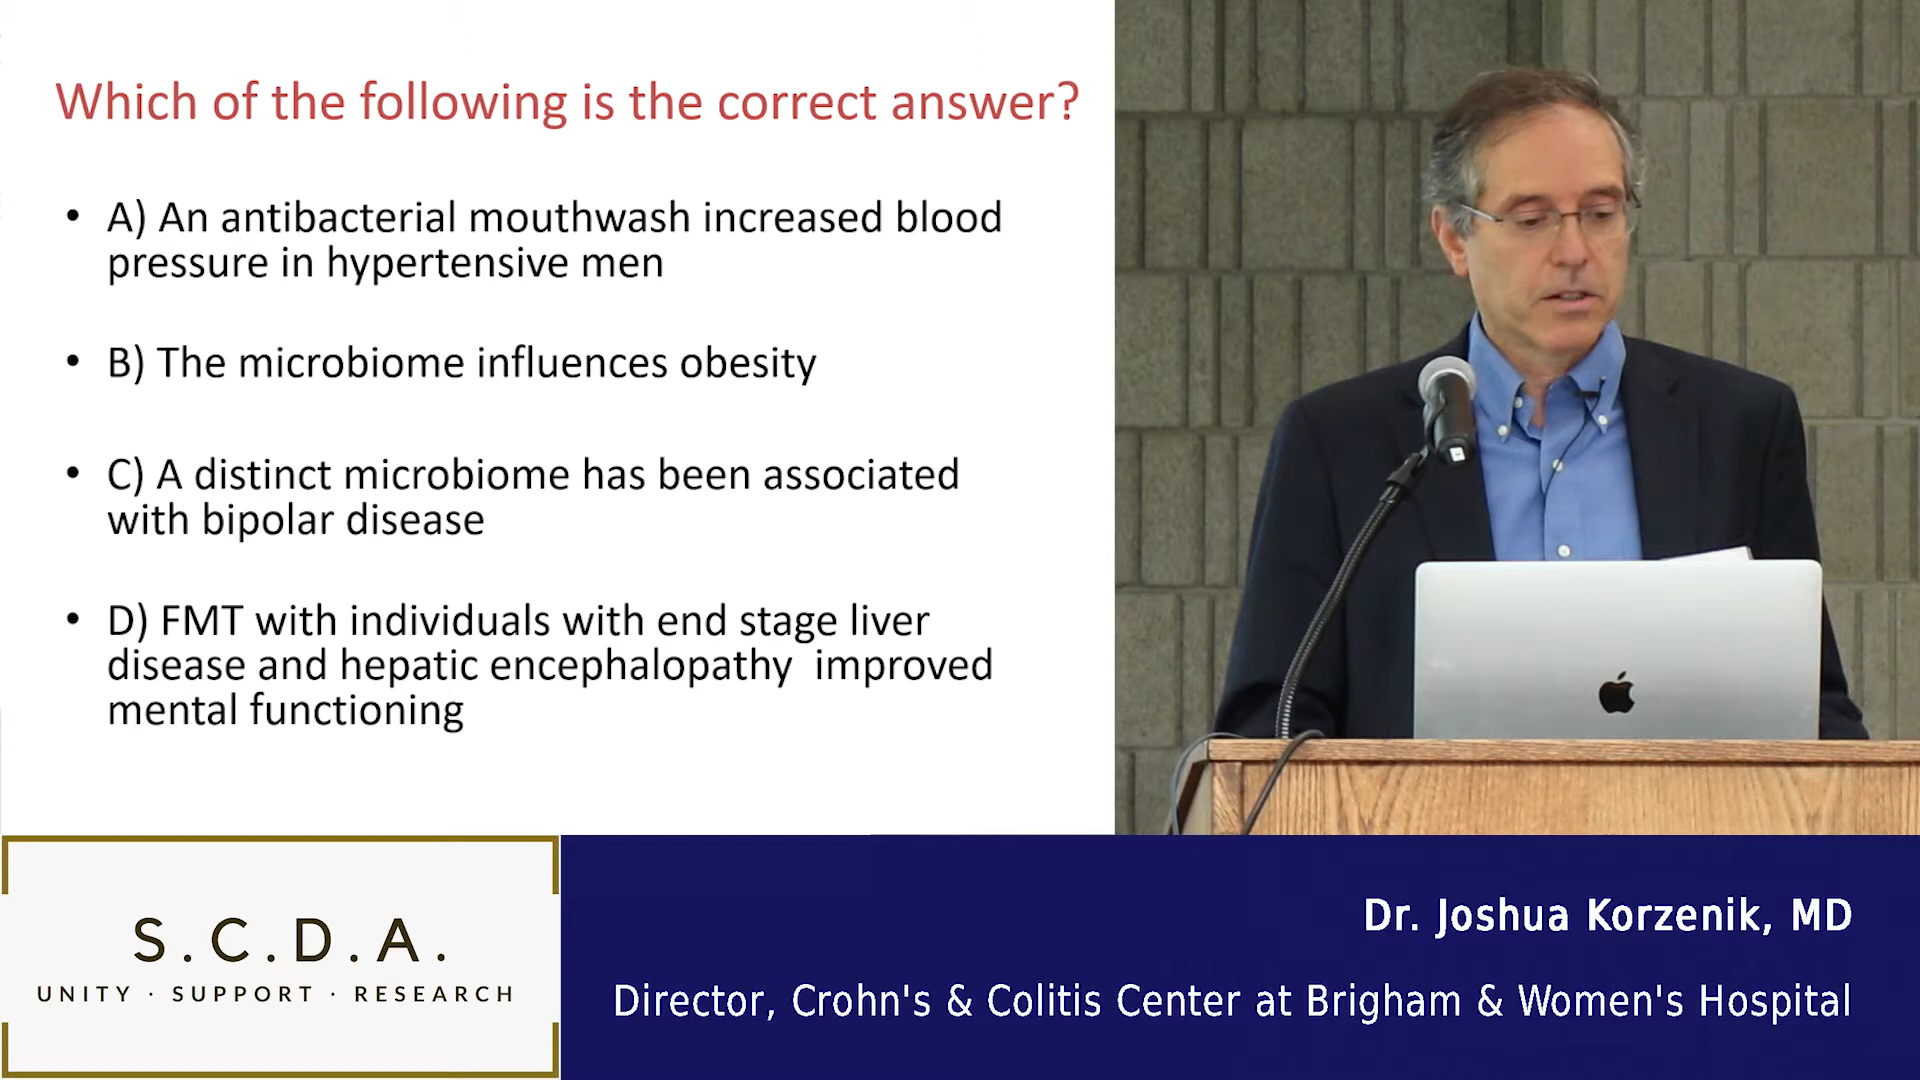 Which of the following is the correct answer?
• A) An antibacterial mouthwash increased blood
pressure in hypertensive men
• B) The microbiome influences obesity
• C) A distinct microbiome has been associated
with bipolar disease
• D) FMT with individuals with end stage liver
disease and hepatic encephalopathy  improved
mental functioning
S.C.D.A.
UNITY · SUPPORT · RESEARCH
Dr. Joshua Korzenik, MD
Director, Crohn's & Colitis Center at Brigham & Women's Hospital